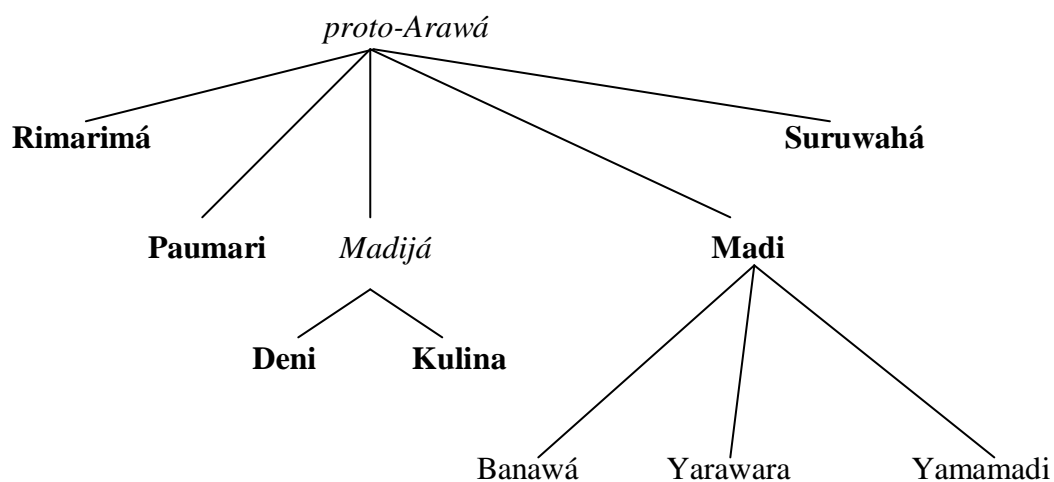 proto-Arawá
Rimarimá Suruwahá
Paumari Madijá Madi
Deni Kulina
Banawá Yarawara Yamamadi